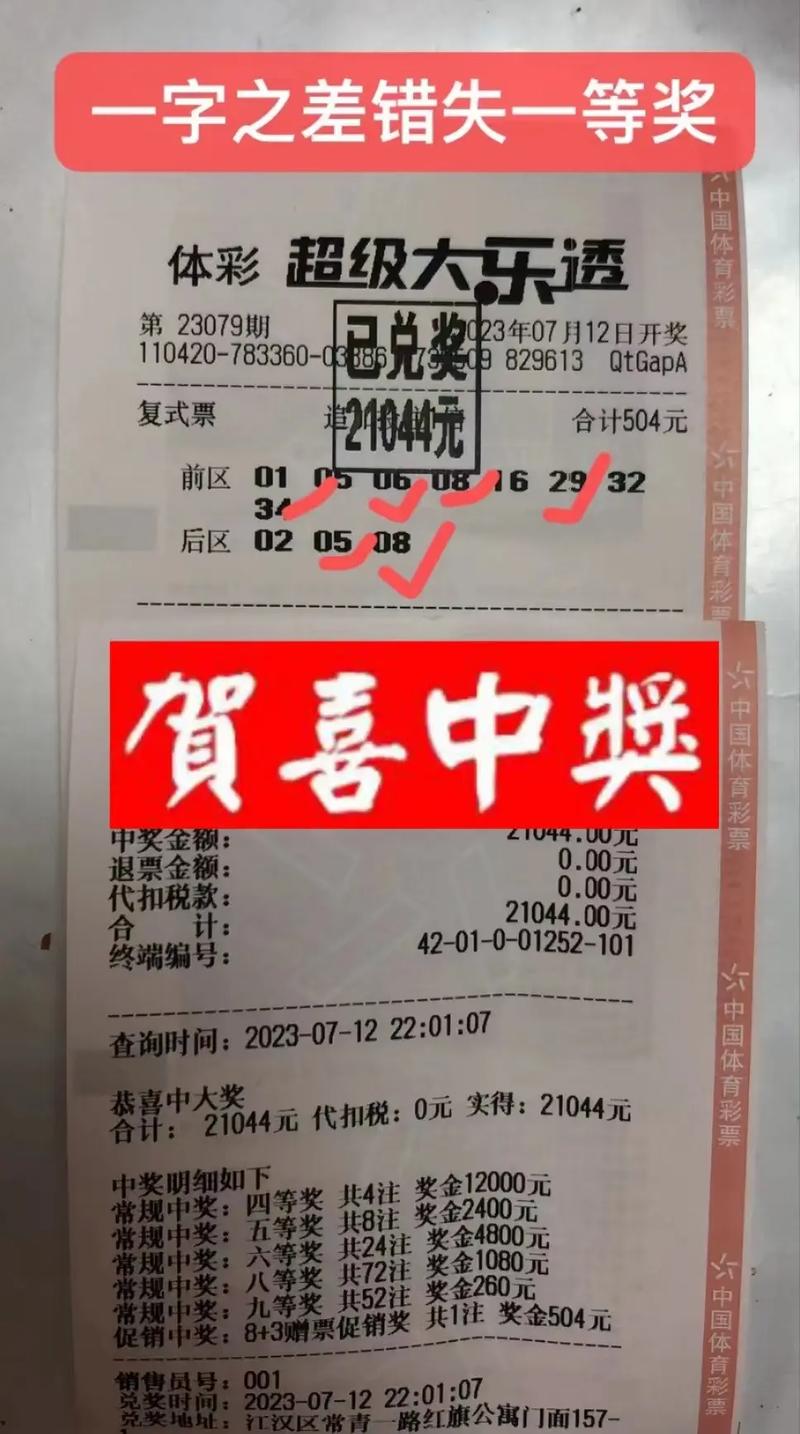 一字之差错失一等奖
体彩 超级大乐透
已兑奖
21044元
第 23079期
023年07月12日开奖
110420-783360-0
829613 QtGapA
复式票
合计504元
前区 01 05 06 08 16 29 32
34
后区 02 05 08
賀喜中獎
中奖金额: 21044.00元
退票金额: 0.00元
代扣税款: 0.00元
合 计: 21044.00元
终端编号: 42-01-0-01252-101
查询时间: 2023-07-12 22:01:07
恭喜中大奖
合计: 21044元 代扣税: 0元 实得: 21044元
中奖明细如下
常规中奖: 四等奖 共4注 奖金12000元
常规中奖: 五等奖 共8注 奖金2400元
常规中奖: 六等奖 共24注 奖金4800元
常规中奖: 八等奖 共72注 奖金1080元
常规中奖: 九等奖 共52注 奖金260元
促销中奖: 8+3赠票促销奖 共1注 奖金504元
销售员号: 001
兑奖时间: 2023-07-12 22:01:07
兑奖地址: 江汉区常青一路红旗公寓门面157-
中国体育彩票
中国体育彩票
中国体育彩票
中国体育彩票
中国体育彩票